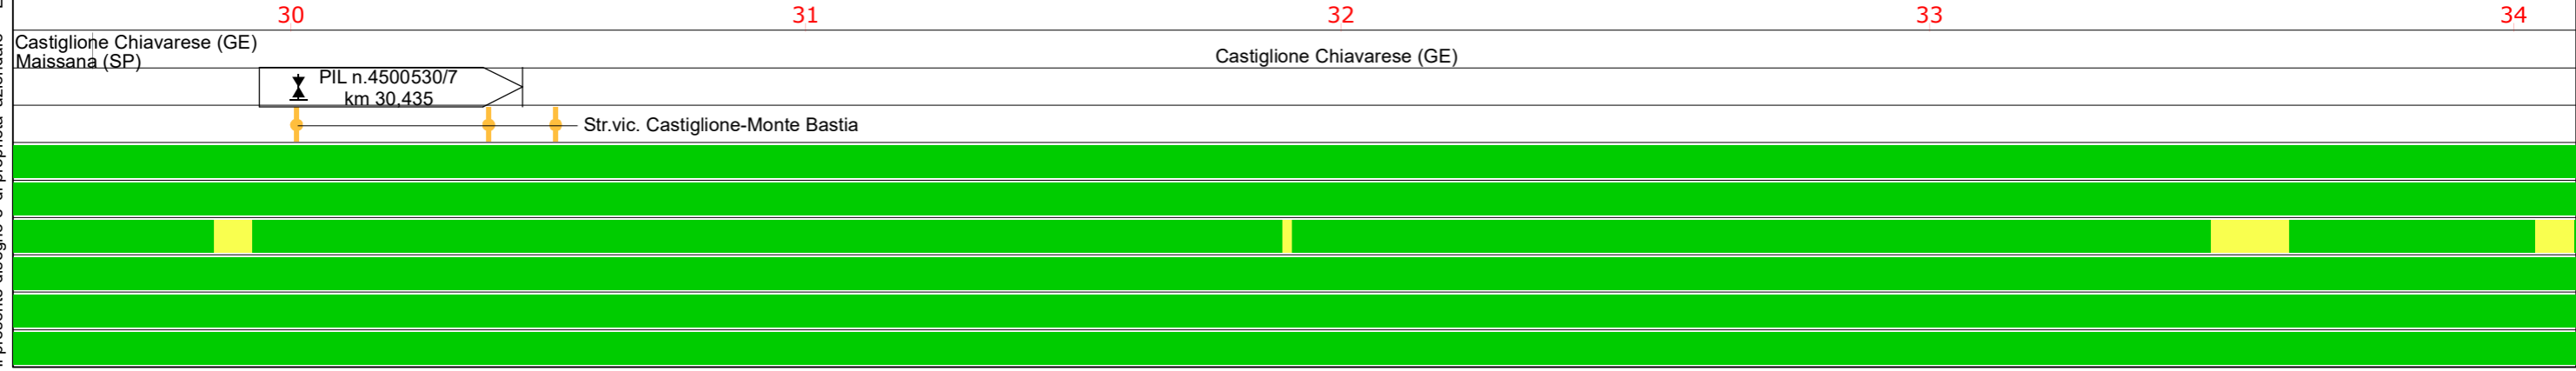 30 31 32 33 34
Castiglione Chiavarese (GE)
Maissana (SP)
Castiglione Chiavarese (GE)
PIL n.4500530/7
km 30,435
Str.vic. Castiglione-Monte Bastia